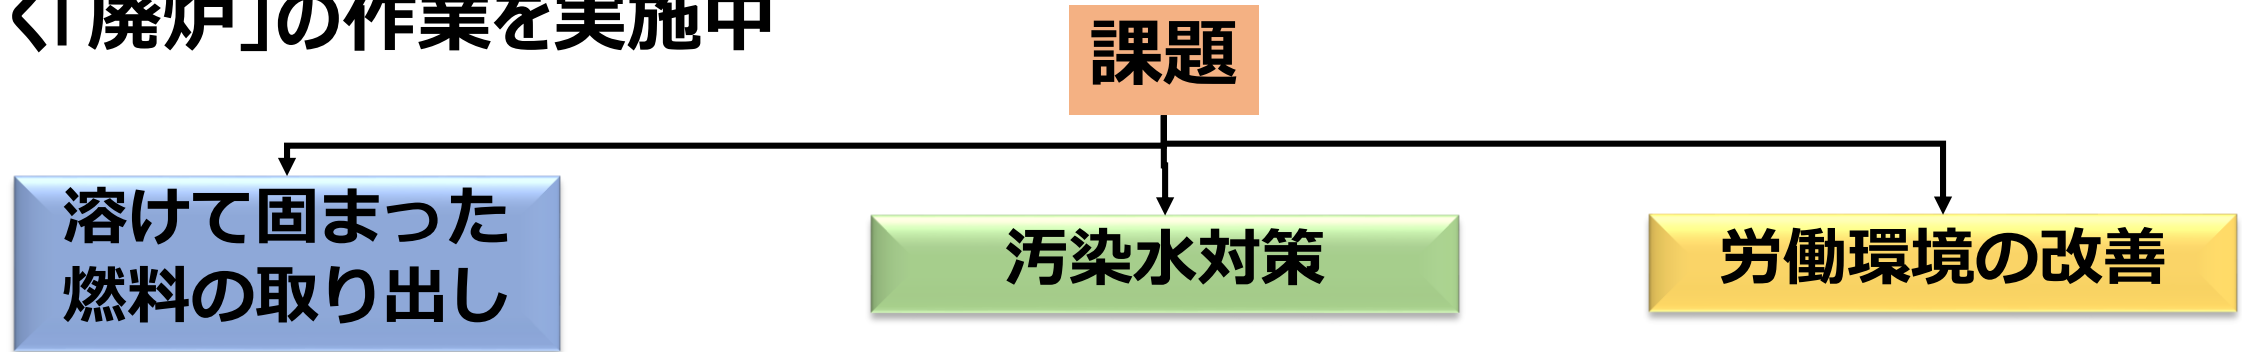 く「廃炉」の作業を実施中
課題
溶けて固まった
燃料の取り出し
汚染水対策
労働環境の改善